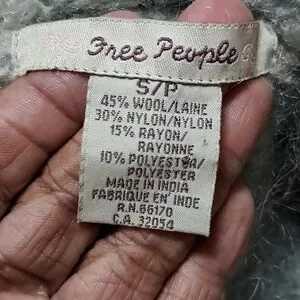 Free People
S/P
45% WOOL/LAINE
30% NYLON/NYLON
15% RAYON/
RAYONNE
10% POLYESTER/
POLYESTER
MADE IN INDIA
FABRIQUE EN' INDE
R.N. 66170
C.A. 32054